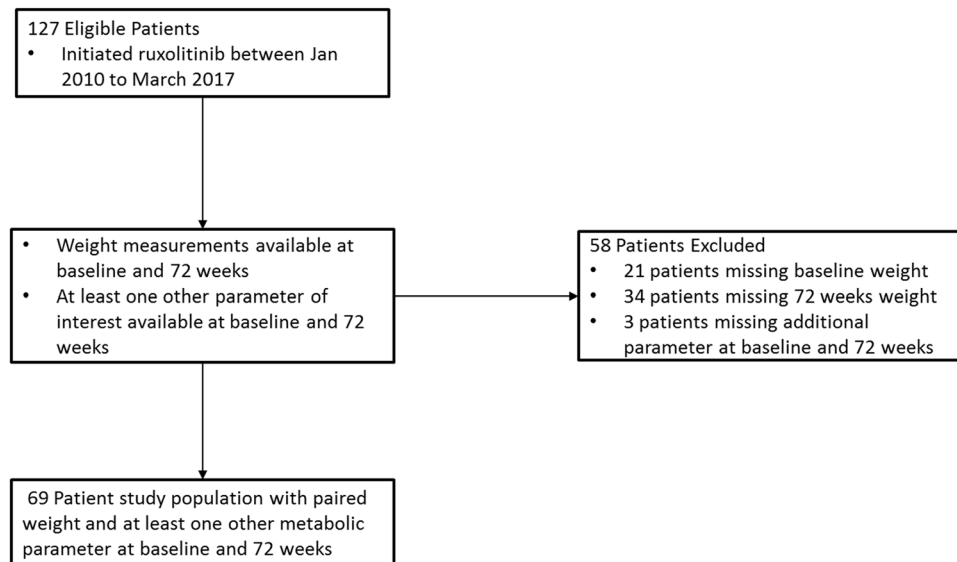 127 Eligible Patients
• Initiated ruxolitinib between Jan
2010 to March 2017
• Weight measurements available at
baseline and 72 weeks
• At least one other parameter of
interest available at baseline and 72
weeks
58 Patients Excluded
• 21 patients missing baseline weight
• 34 patients missing 72 weeks weight
• 3 patients missing additional
parameter at baseline and 72 weeks
69 Patient study population with paired
weight and at least one other metabolic
parameter at baseline and 72 weeks